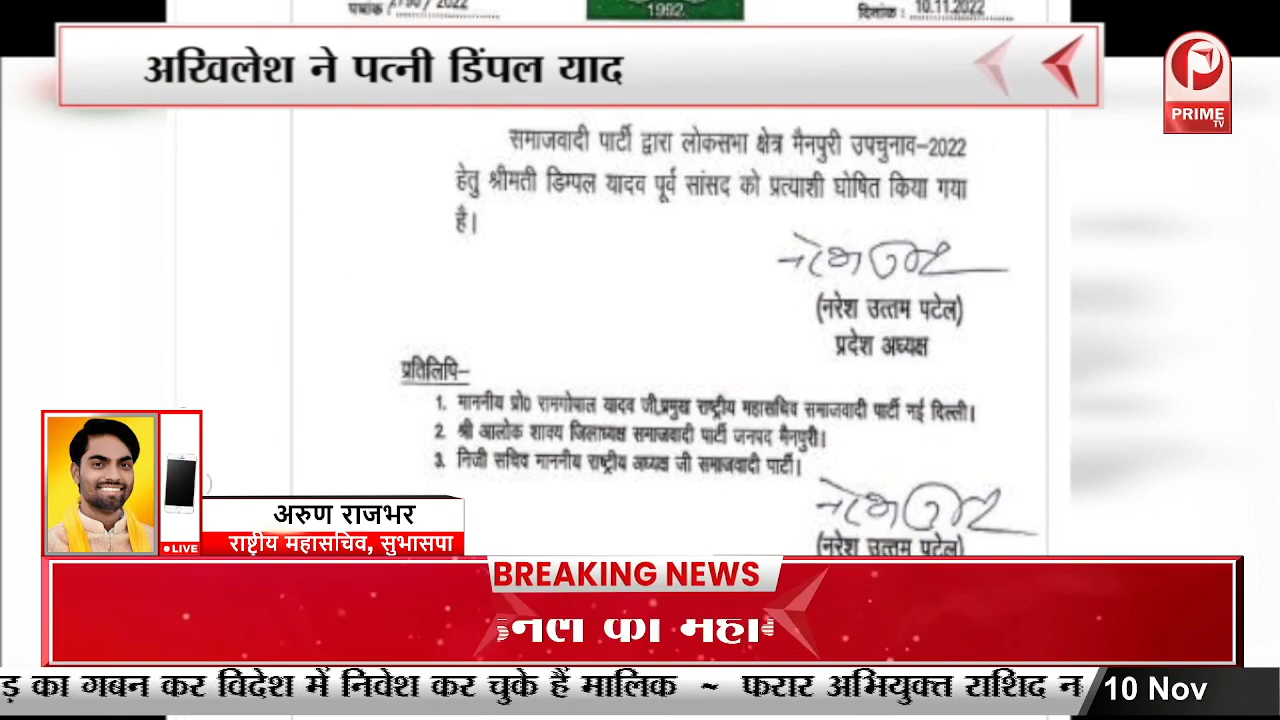 पत्रांक /
2022
1992
दिनांक : 10.11.2022
अखिलेश ने पत्नी डिंपल याद
PRIME
TV
समाजवादी पार्टी द्वारा लोकसभा क्षेत्र मैनपुरी उपचुनाव-2022
हेतु श्रीमती डिम्पल यादव पूर्व सांसद को प्रत्याशी घोषित किया गया
है।
(नरेश उत्तम पटेल)
प्रदेश अध्यक्ष
प्रतिलिपि-
1. माननीय प्रो0 रामगोपाल यादव जी,प्रमुख राष्ट्रीय महासचिव समाजवादी पार्टी नई दिल्ली।
2. श्री आलोक शाक्य जिलाध्यक्ष समाजवादी पार्टी जनपद मैनपुरी।
3. निजी सचिव माननीय राष्ट्रीय अध्यक्ष जी समाजवादी पार्टी।
(नरेश उत्तम पटेल)
LIVE
अरुण राजभर
राष्ट्रीय महासचिव, सुभासपा
BREAKING NEWS
का महा
ड़ का गबन कर विदेश में निवेश कर चुके हैं मालिक ~ फरार अभियुक्त राशिद न
10 Nov